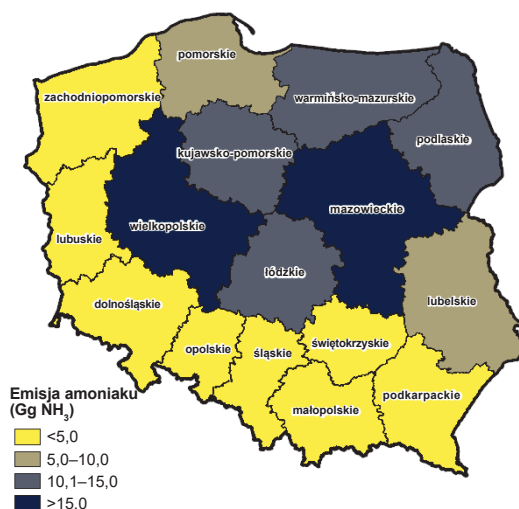 pomorskie
warmińsko-mazurskie
zachodniopomorskie
podlaskie
kujawsko-pomorskie
mazowieckie
wielkopolskie
lubuskie
łódzkie
lubelskie
dolnośląskie
świętokrzyskie
opolskie
śląskie
podkarpackie
małopolskie
Emisja amoniaku
(Gg NH₃)
<5,0
5,0–10,0
10,1–15,0
>15,0